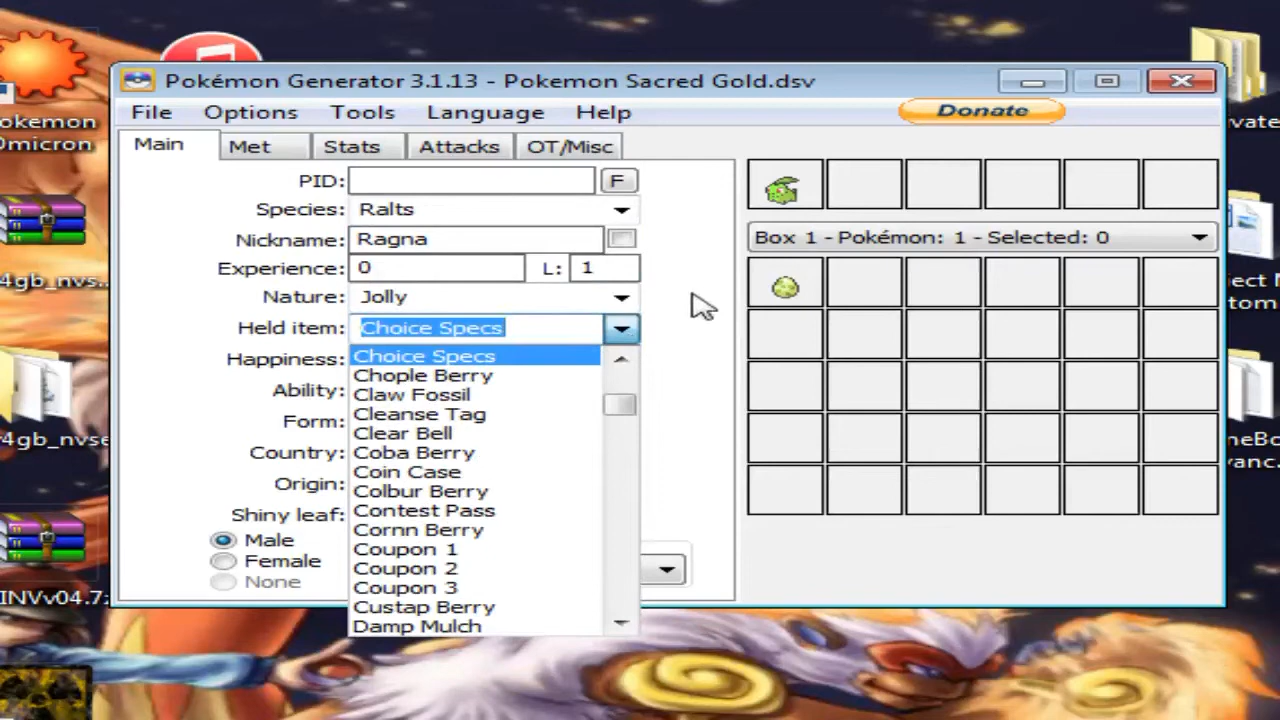 Pokémon Generator 3.1.13 - Pokemon Sacred Gold.dsv
File Options Tools Language Help
Donate
Main Met Stats Attacks OT/Misc
PID: F
Species: Ralts
Nickname: Ragna
Experience: 0 L: 1
Nature: Jolly
Held item: Choice Specs
Happiness:
Ability:
Form:
Country:
Origin:
Shiny leaf:
Male
Female
None
Choice Specs
Chople Berry
Claw Fossil
Cleanse Tag
Clear Bell
Coba Berry
Coin Case
Colbur Berry
Contest Pass
Cornn Berry
Coupon 1
Coupon 2
Coupon 3
Custap Berry
Damp Mulch
Box 1 - Pokémon: 1 - Selected: 0
okemon
Omicron
4gb_nvs...
v4gb_nvse
INVv04.7
vate
ject M
tom
neBo
vanc.